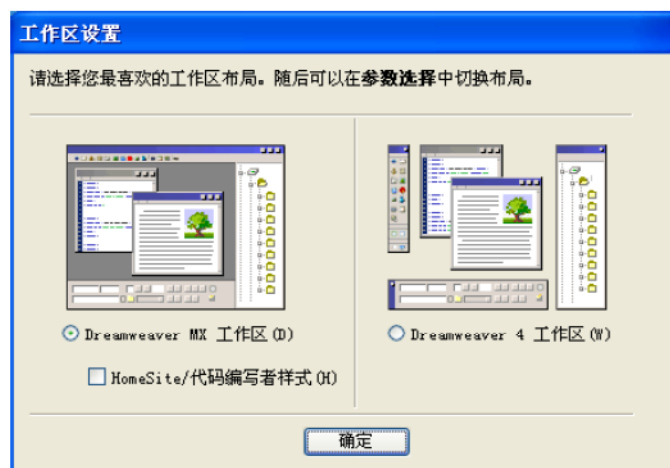 工作区设置
请选择您最喜欢的工作区布局。随后可以在参数选择中切换布局。
Dreamweaver MX 工作区(D)
Dreamweaver 4 工作区(W)
HomeSite/代码编写者样式(H)
确定